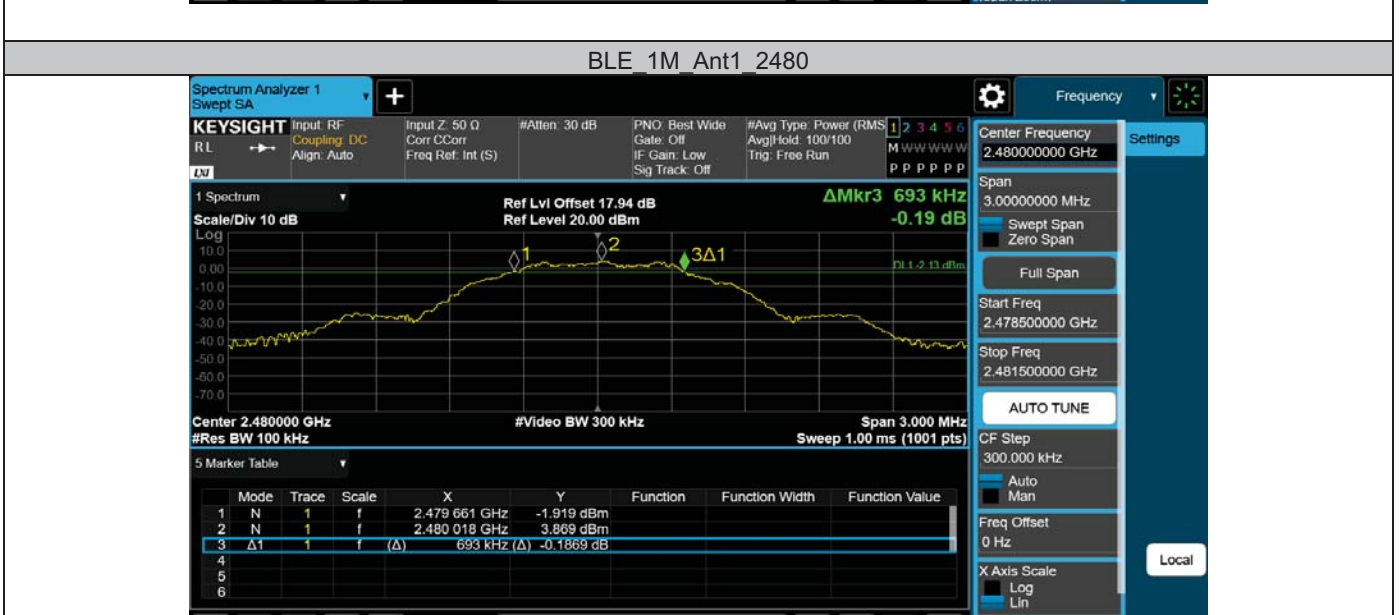 BLE_1M_Ant1_2480
Spectrum Analyzer 1
Swept SA
+
Frequency
KEYSIGHT
RL
LXI
Input: RF
Coupling: DC
Align: Auto
Input Z: 50 Ω
Corr CCorr
Freq Ref: Int (S)
#Atten: 30 dB
PNO: Best Wide
Gate: Off
IF Gain: Low
Sig Track: Off
#Avg Type: Power (RMS
Avg|Hold: 100/100
Trig: Free Run
1 2 3 4 5 6
M W W W W W
P P P P P P
Center Frequency
2.480000000 GHz
Settings
Span
3.00000000 MHz
Swept Span
Zero Span
Full Span
Start Freq
2.478500000 GHz
Stop Freq
2.481500000 GHz
AUTO TUNE
CF Step
300.000 kHz
Auto
Man
Freq Offset
0 Hz
X Axis Scale
Log
Lin
Local
1 Spectrum
Scale/Div 10 dB
Ref Lvl Offset 17.94 dB
Ref Level 20.00 dBm
ΔMkr3 693 kHz
-0.19 dB
Log
10.0
0.00
-10.0
-20.0
-30.0
-40.0
-50.0
-60.0
-70.0
1
2
3Δ1
DL1 -2.13 dBm
Center 2.480000 GHz
#Res BW 100 kHz
#Video BW 300 kHz
Span 3.000 MHz
Sweep 1.00 ms (1001 pts)
5 Marker Table
Mode Trace Scale X Y Function Function Width Function Value
1 N 1 f 2.479 661 GHz -1.919 dBm
2 N 1 f 2.480 018 GHz 3.869 dBm
3 Δ1 1 f (Δ) 693 kHz (Δ) -0.1869 dB
4
5
6